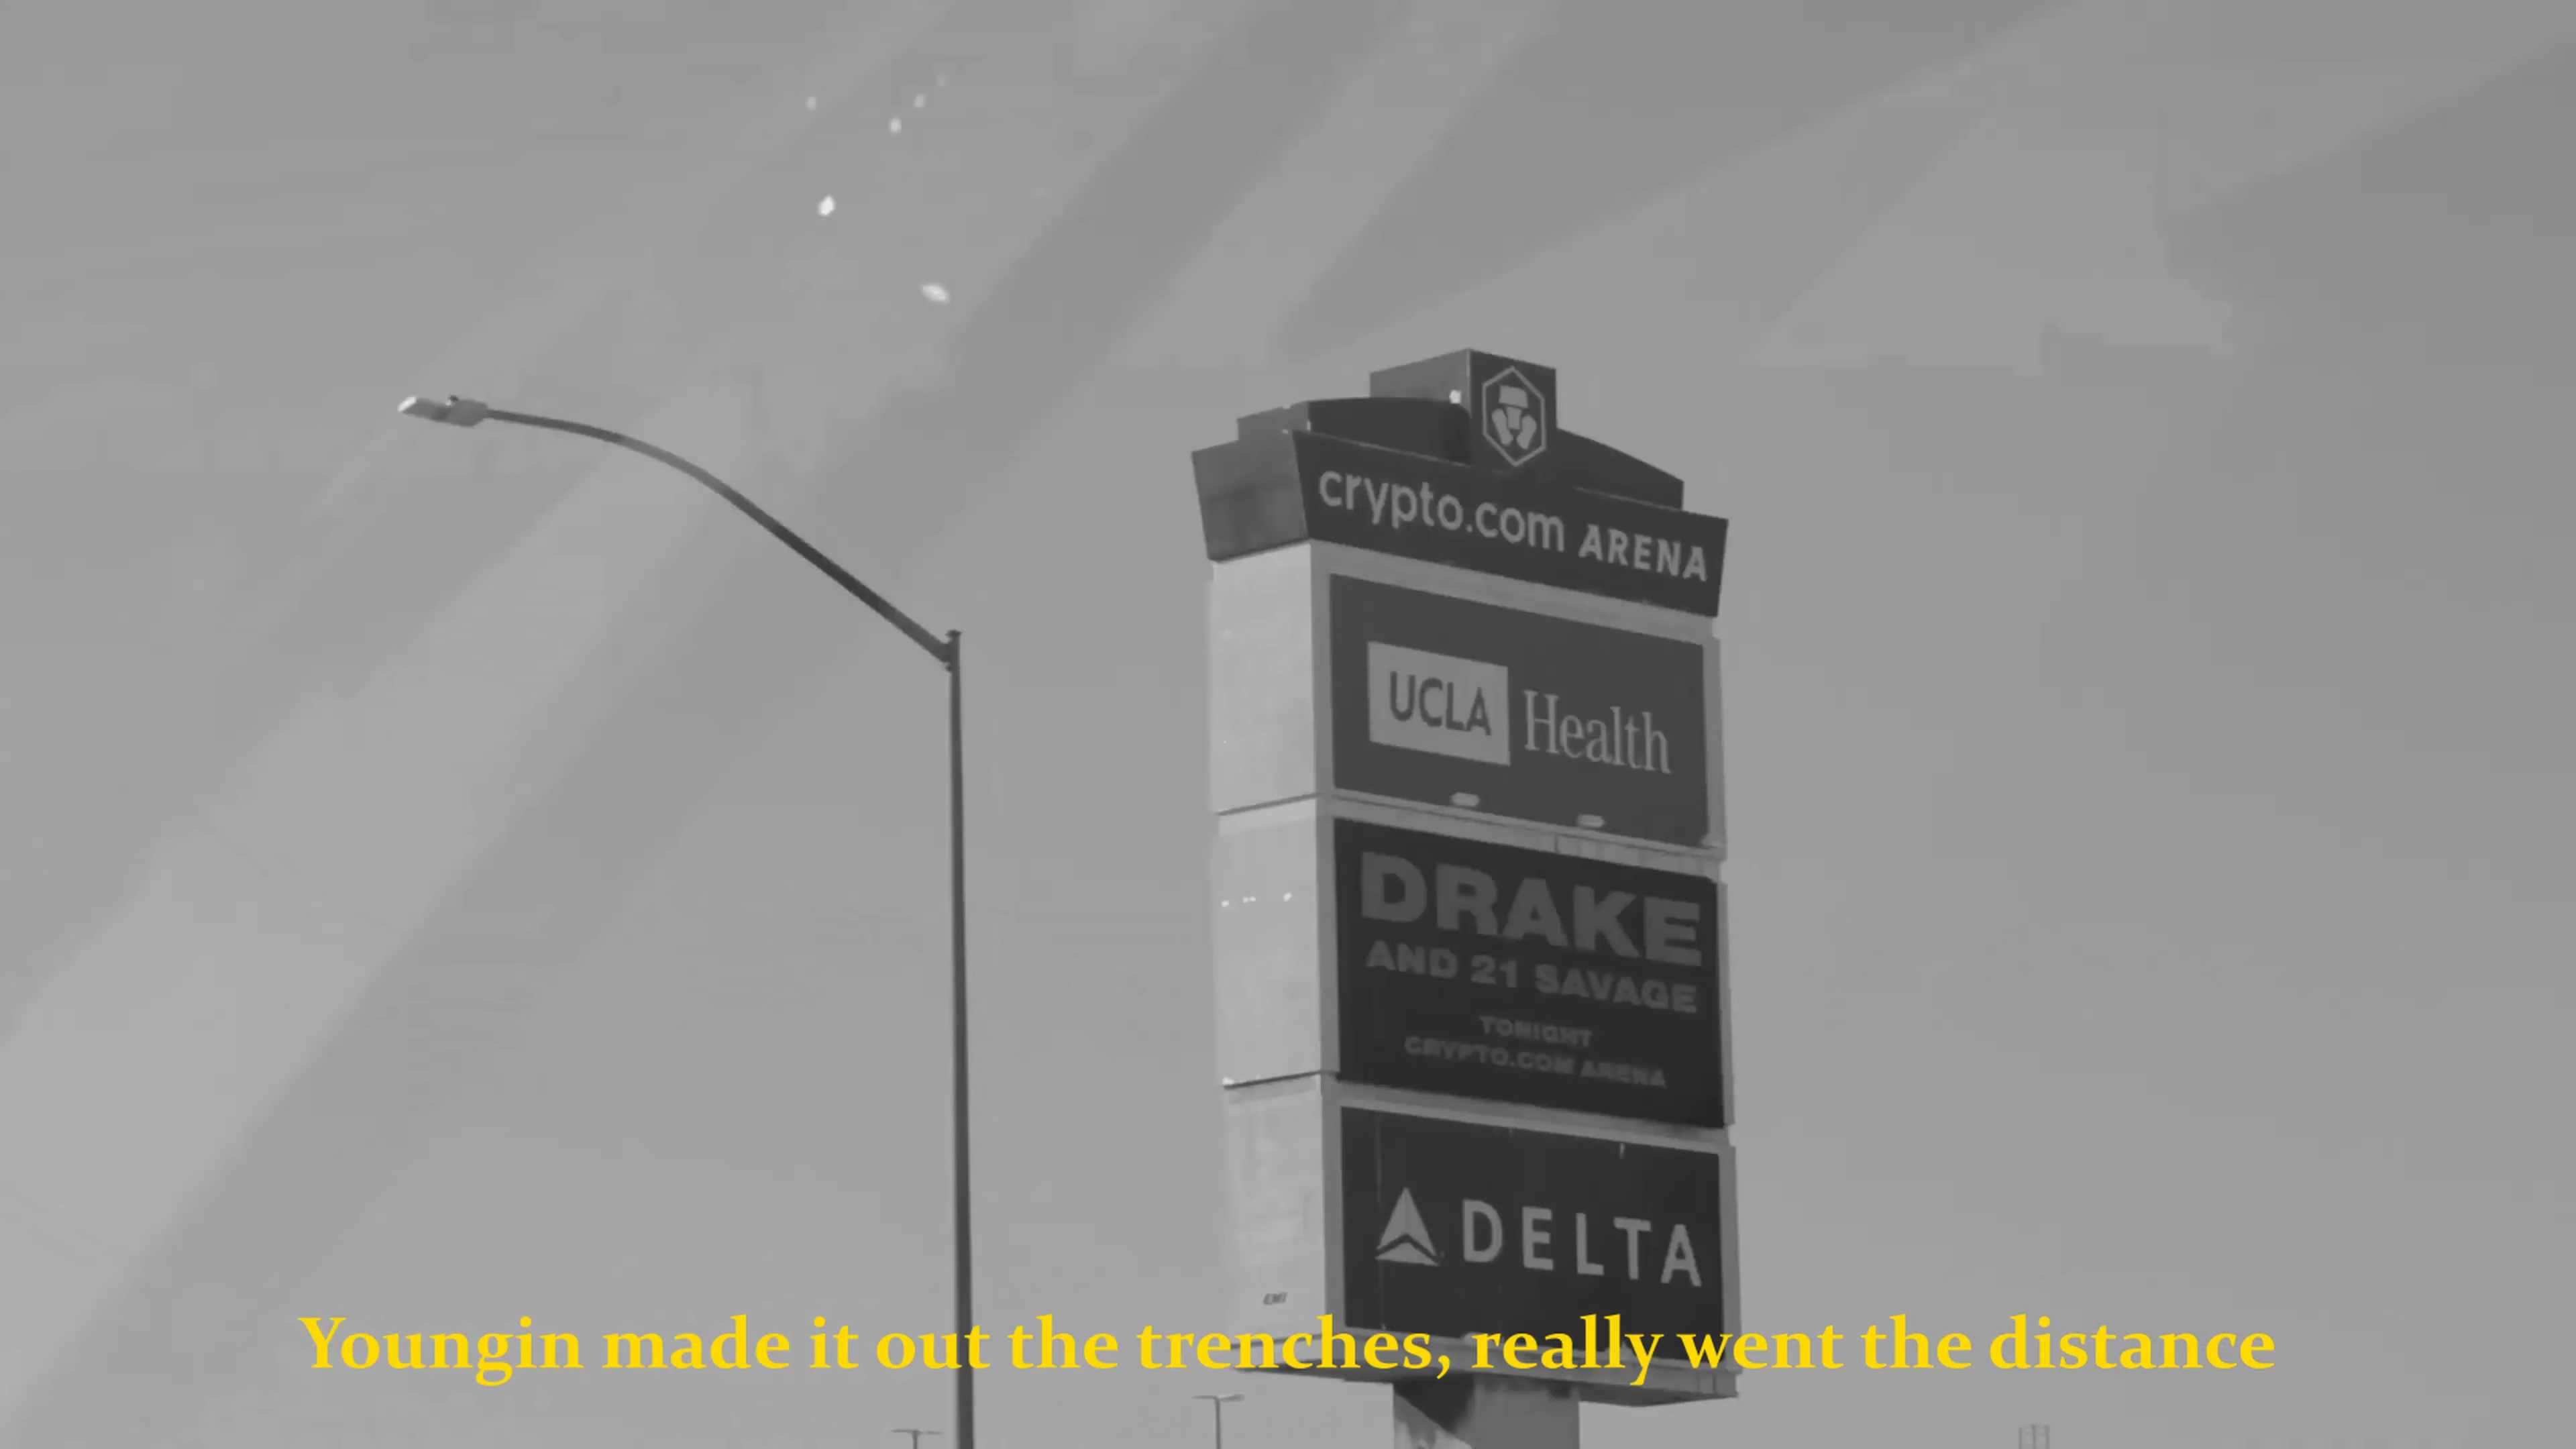 crypto.com ARENA
UCLA Health
DRAKE
AND 21 SAVAGE
TONIGHT
CRYPTO.COM ARENA
DELTA
Youngin made it out the trenches, really went the distance